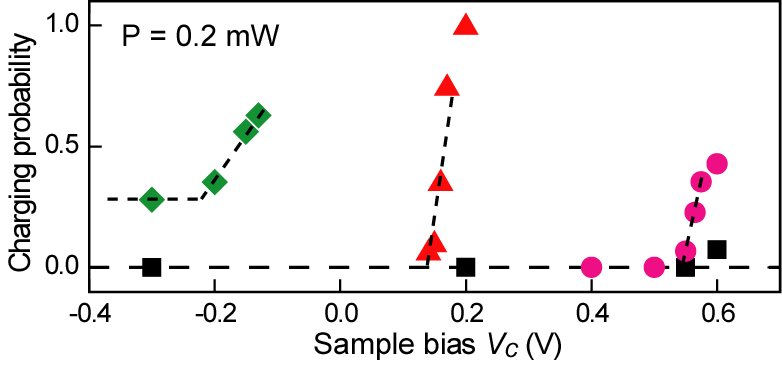 P = 0.2 mW
Charging probability
1.0
0.5
0.0
-0.4 -0.2 0.0 0.2 0.4 0.6
Sample bias V_C (V)